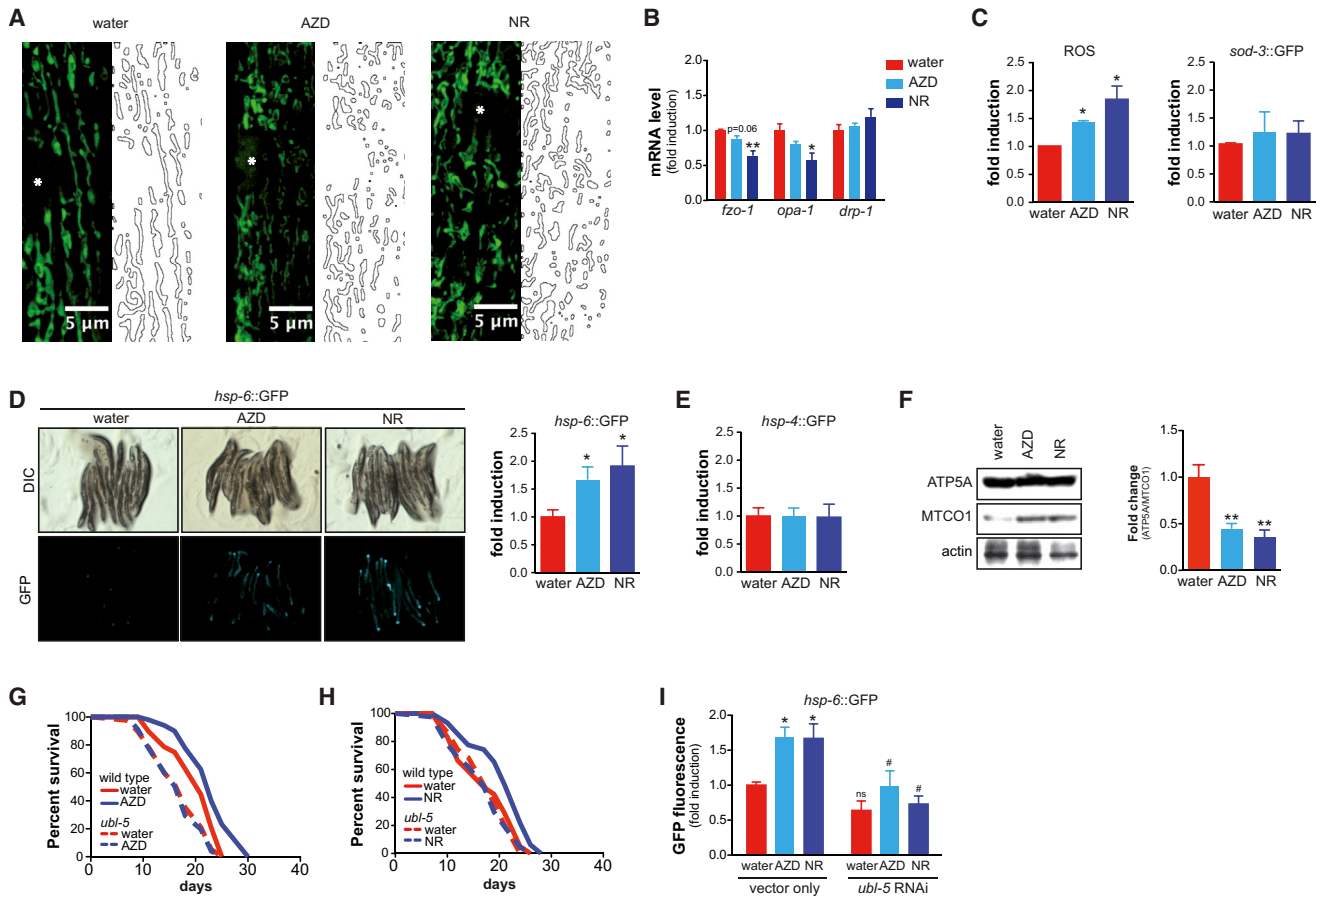 A
water
AZD
NR
*
*
*
5 µm
5 µm
5 µm
B
mRNA level
(fold induction)
2.0
1.5
1.0
0.5
0.0
p=0.06
**
*
fzo-1 opa-1 drp-1
water
AZD
NR
C
ROS
fold induction
2.5
2.0
1.5
1.0
0.5
0.0
*
*
water AZD NR
sod-3::GFP
fold induction
2.5
2.0
1.5
1.0
0.5
0.0
water AZD NR
D
hsp-6::GFP
water AZD NR
DIC
GFP
hsp-6::GFP
fold induction
2.5
2.0
1.5
1.0
0.5
0.0
*
*
water AZD NR
E
hsp-4::GFP
fold induction
2.5
2.0
1.5
1.0
0.5
0.0
water AZD NR
F
water
AZD
NR
ATP5A
MTCO1
actin
Fold change
(ATP5A/MTCO1)
1.5
1.0
0.5
0.0
**
**
water AZD NR
G
Percent survival
100
80
60
40
20
0
wild type
water
AZD
ubl-5
water
AZD
0 10 20 30 40
days
H
Percent survival
100
80
60
40
20
0
wild type
water
NR
ubl-5
water
NR
0 10 20 30 40
days
I
hsp-6::GFP
GFP fluorescence
(fold induction)
2.0
1.5
1.0
0.5
0.0
*
*
ns
#
#
water AZD NR water AZD NR
vector only ubl-5 RNAi